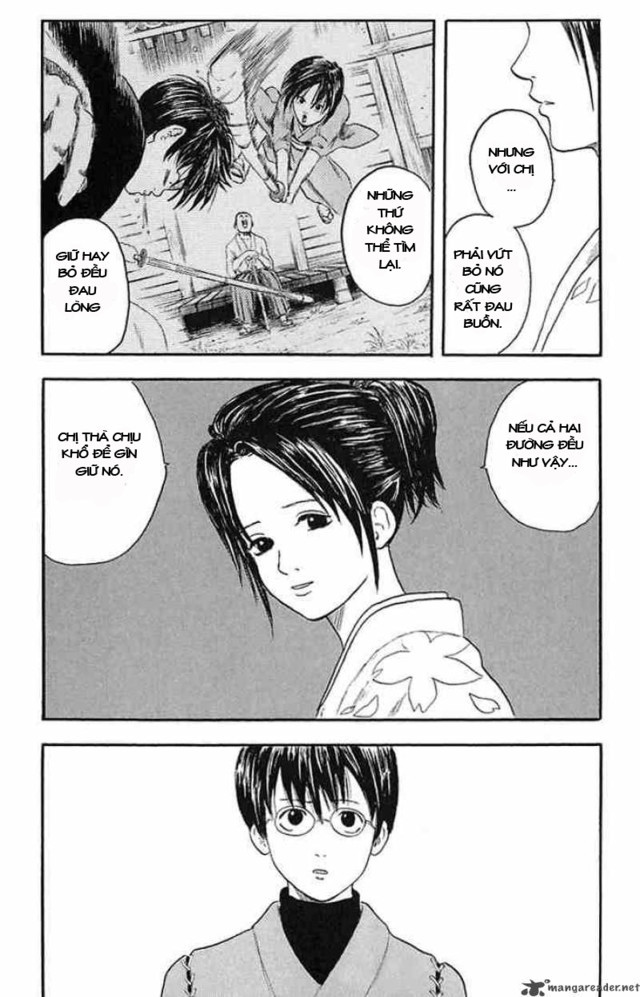 NHƯNG
VỚI CHỊ
...
PHẢI VỨT
BỎ NÓ
CŨNG
RẤT ĐAU
BUỒN.
NHỮNG
THỨ
KHÔNG
THỂ TÌM
LẠI.
GIỮ HAY
BỎ ĐỀU
ĐAU
LÒNG
NẾU CẢ HAI
ĐƯỜNG ĐỀU
NHƯ VẬY...
CHỊ THÀ CHỊU
KHỔ ĐỂ GÌN
GIỮ NÓ.
mangareader.net